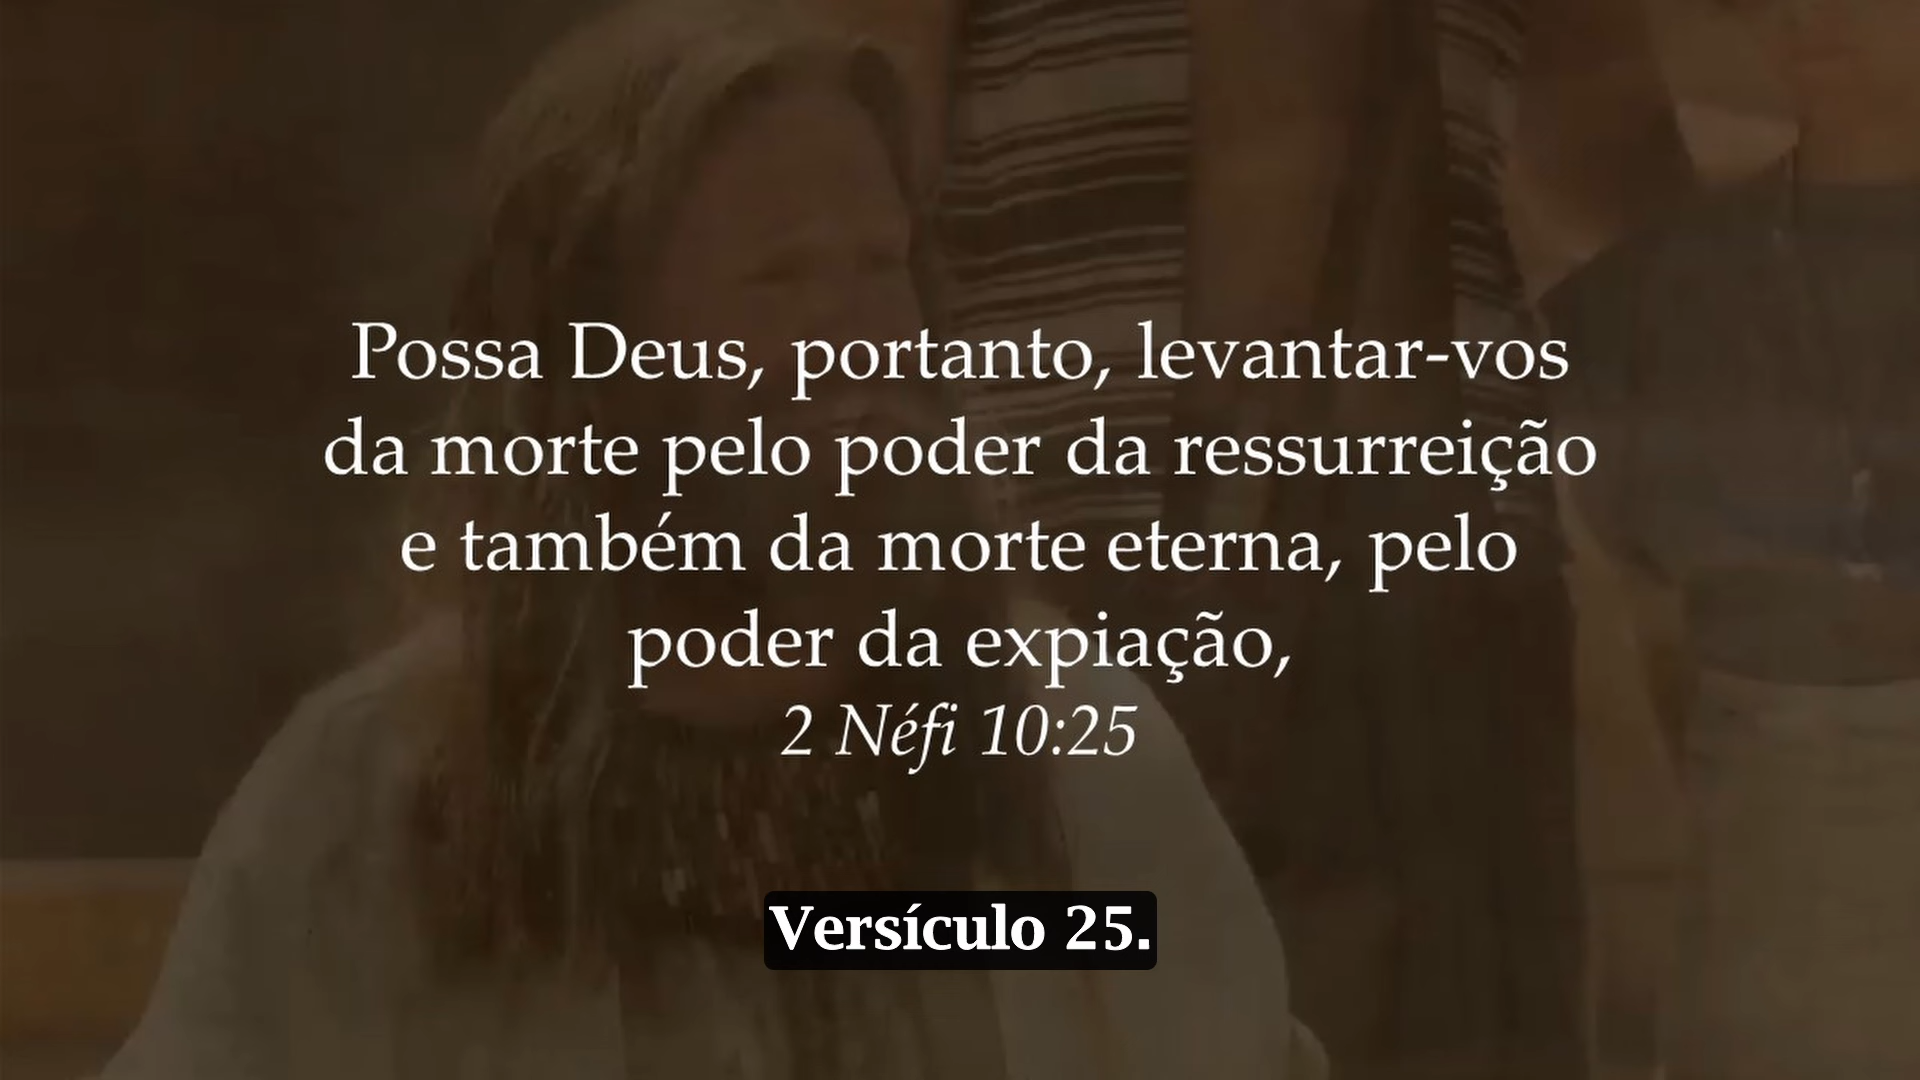 Possa Deus, portanto, levantar-vos
da morte pelo poder da ressurreição
e também da morte eterna, pelo
poder da expiação,
2 Néfi 10:25
Versículo 25.